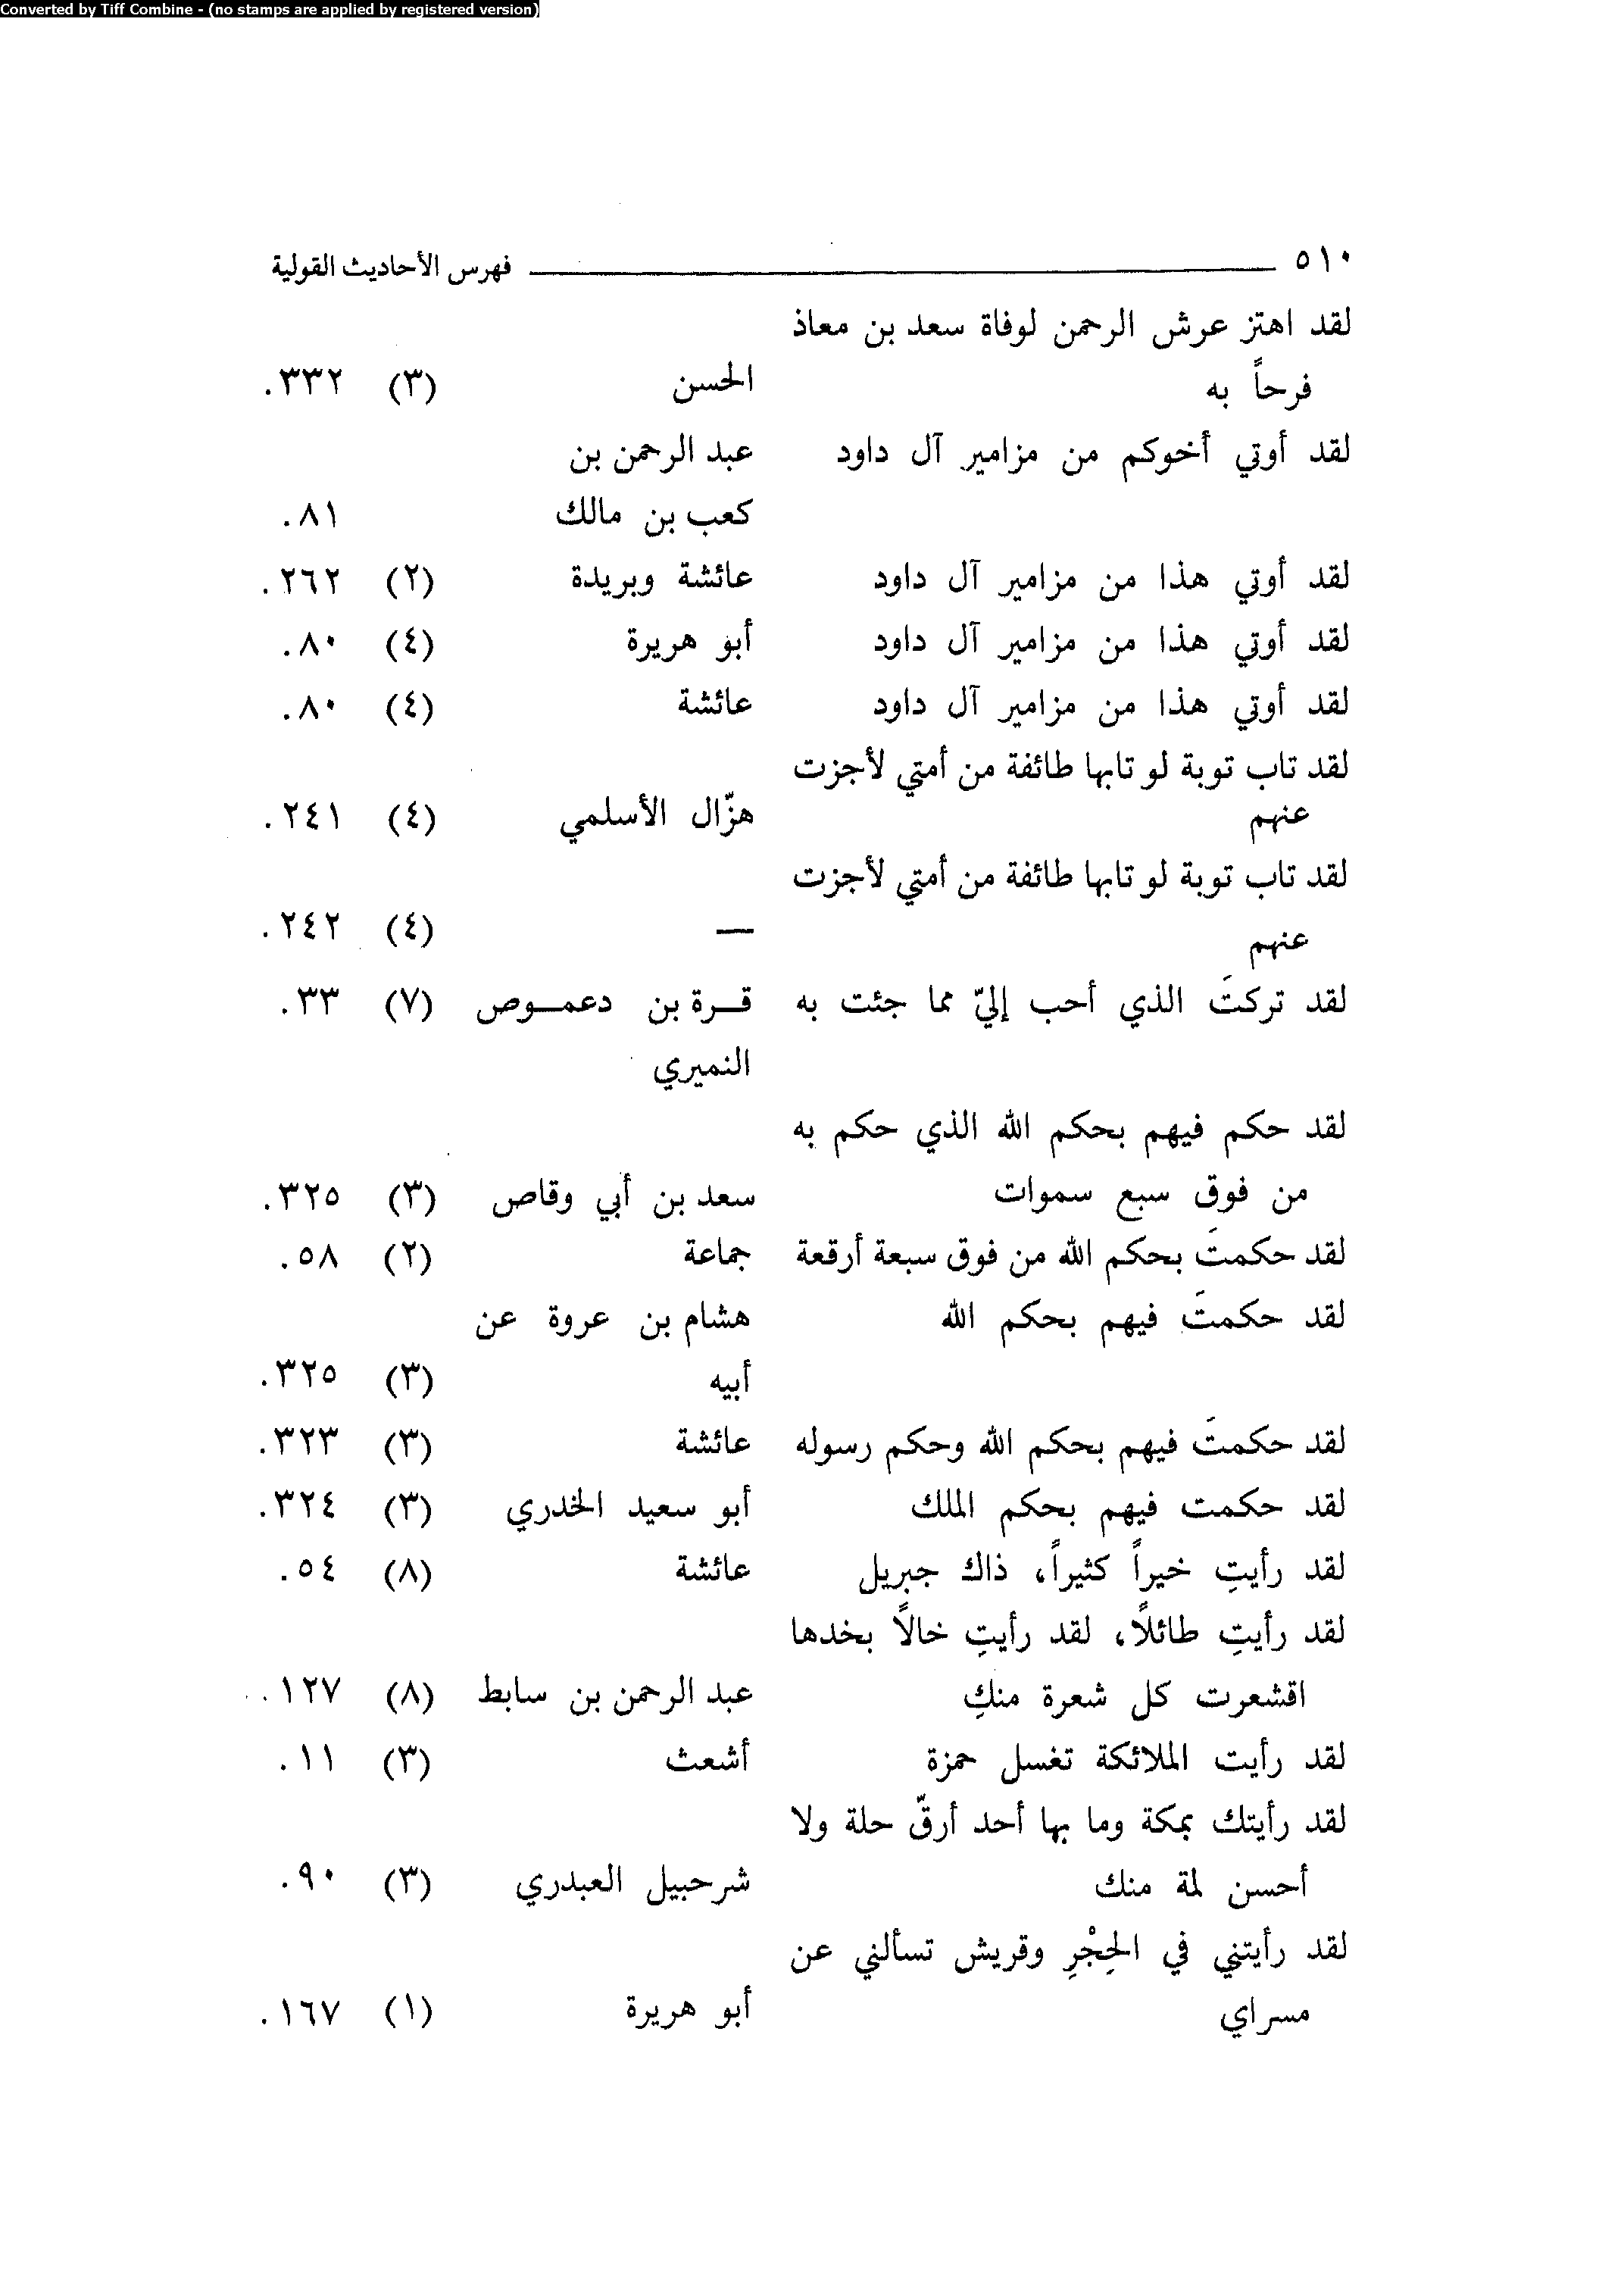 Converted by Tiff Combine - (no stamps are applied by registered version)
٥١٠ فهرس الأحاديث القولية
لقد اهتز عرش الرحمن لوفاة سعد بن معاذ
فرحاً به الحسن (٣) ٣٣٢.
لقد أوتي أخوكم من مزامير آل داود عبد الرحمن بن
كعب بن مالك ٨١.
لقد أوتي هذا من مزامير آل داود عائشة وبريدة (٢) ٢٦٢.
لقد أوتي هذا من مزامير آل داود أبو هريرة (٤) ٨٠.
لقد أوتي هذا من مزامير آل داود عائشة (٤) ٨٠.
لقد تاب توبة لو تابها طائفة من أمتي لأجزت
عنهم هزّال الأسلمي (٤) ٢٤١.
لقد تاب توبة لو تابها طائفة من أمتي لأجزت
عنهم — (٤) ٢٤٢.
لقد تركتَ الذي أحب إليّ مما جئت به قـرة بن دعمـوص (٧) ٣٣.
النميري
لقد حكم فيهم بحكم الله الذي حكم به
من فوق سبع سموات سعد بن أبي وقاص (٣) ٣٢٥.
لقد حكمتَ بحكم الله من فوق سبعة أرقعة جماعة (٢) ٥٨.
لقد حكمتَ فيهم بحكم الله هشام بن عروة عن
أبيه (٣) ٣٢٥.
لقد حكمتَ فيهم بحكم الله وحكم رسوله عائشة (٣) ٣٢٣.
لقد حكمت فيهم بحكم الملك أبو سعيد الخدري (٣) ٣٢٤.
لقد رأيتِ خيراً كثيراً، ذاك جبريل عائشة (٨) ٥٤.
لقد رأيتِ طائلاً، لقد رأيتِ خالاً بخدها
اقشعرت كل شعرة منكِ عبد الرحمن بن سابط (٨) ١٢٧.
لقد رأيت الملائكة تغسل حمزة أشعث (٣) ١١.
لقد رأيتك بمكة وما بها أحد أرقّ حلة ولا
أحسن لمة منك شرحبيل العبدري (٣) ٩٠.
لقد رأيتني في الحِجْرِ وقريش تسألني عن
مسراي أبو هريرة (١) ١٦٧.